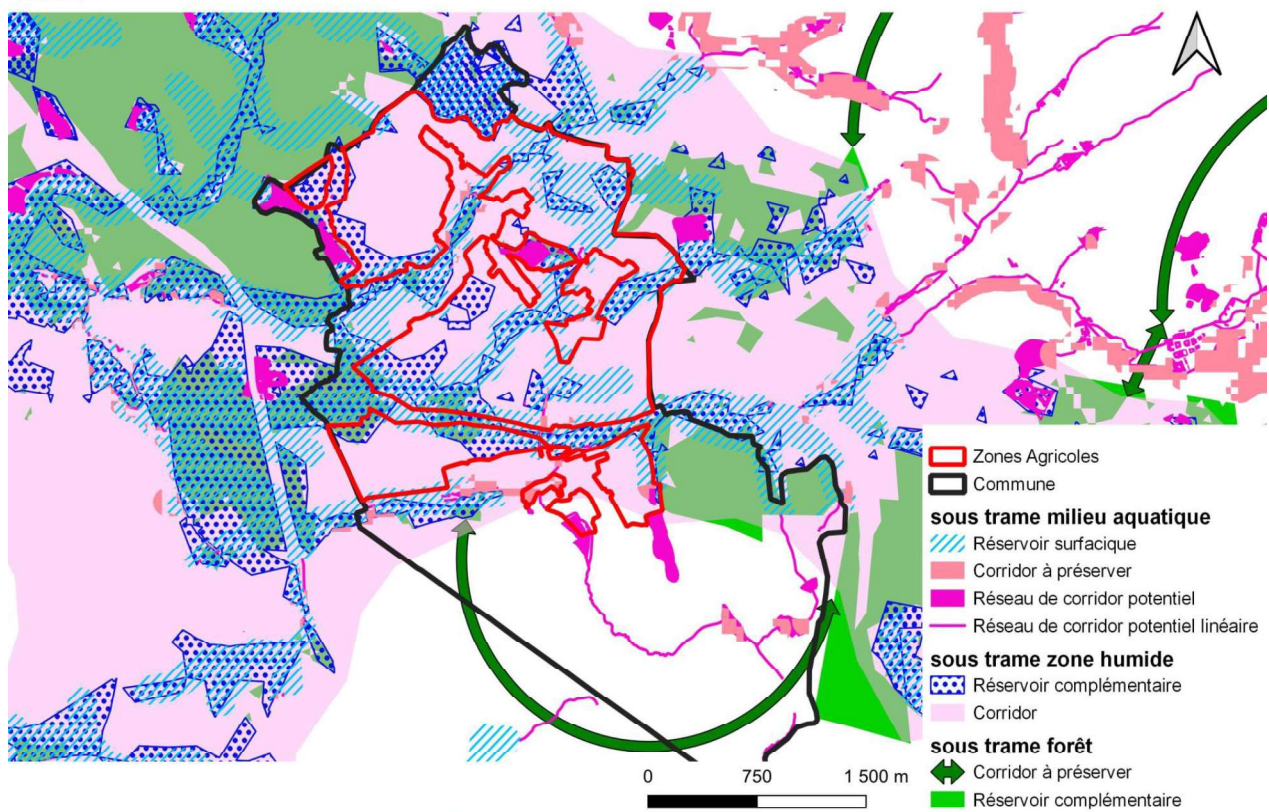 Zones Agricoles
Commune
sous trame milieu aquatique
Réservoir surfacique
Corridor à préserver
Réseau de corridor potentiel
Réseau de corridor potentiel linéaire
sous trame zone humide
Réservoir complémentaire
Corridor
sous trame forêt
Corridor à préserver
Réservoir complémentaire
0 750 1 500 m